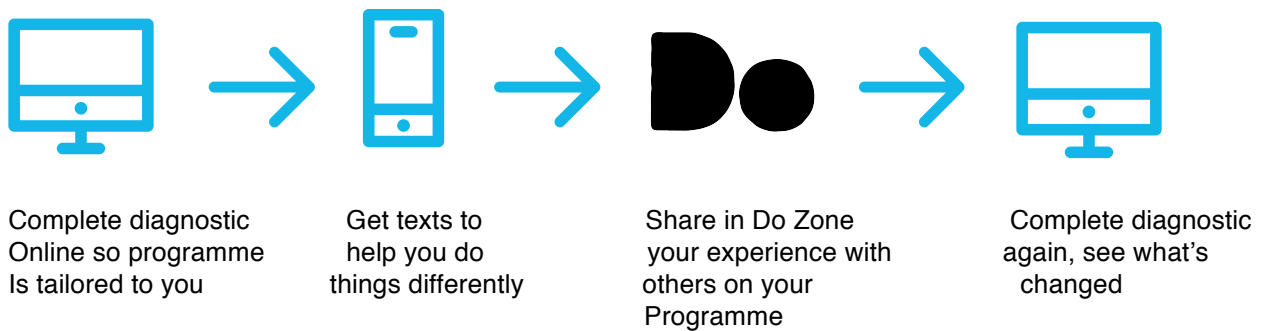 Do
Complete diagnostic
Online so programme
Is tailored to you
Get texts to
help you do
things differently
Share in Do Zone
your experience with
others on your
Programme
Complete diagnostic
again, see what's
changed